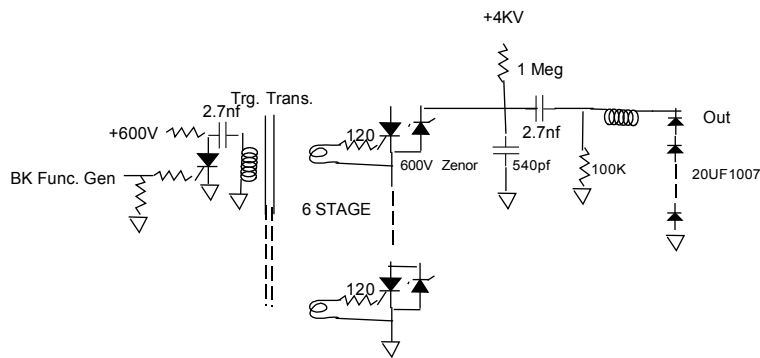 +4KV
1 Meg
Trg. Trans.
2.7nf
+600V
120
Out
2.7nf
BK Func. Gen
600V Zenor
540pf
100K
20UF1007
6 STAGE
120